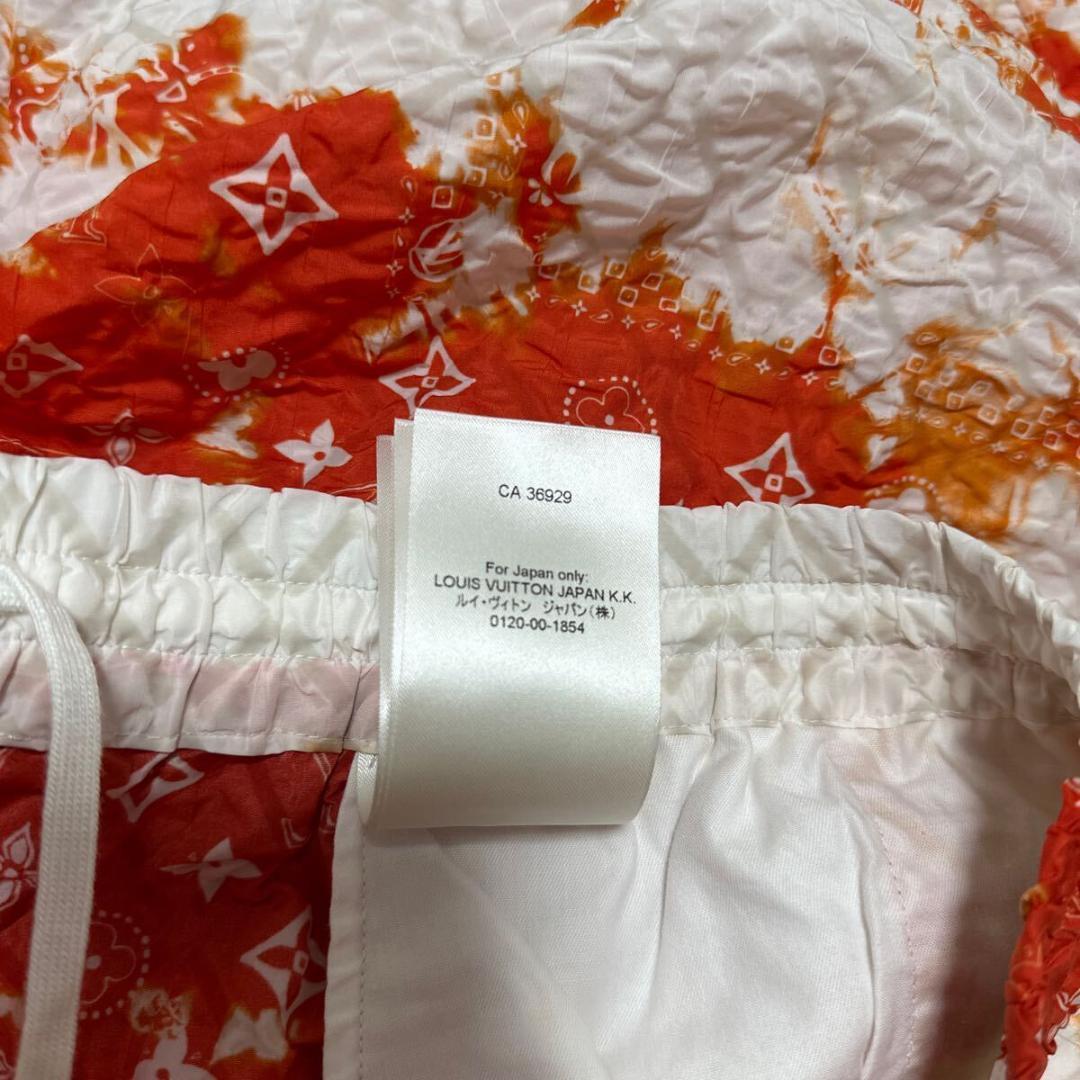 CA 36929
For Japan only:
LOUIS VUITTON JAPAN K.K.
ルイ・ヴィトン ジャパン(株)
0120-00-1854